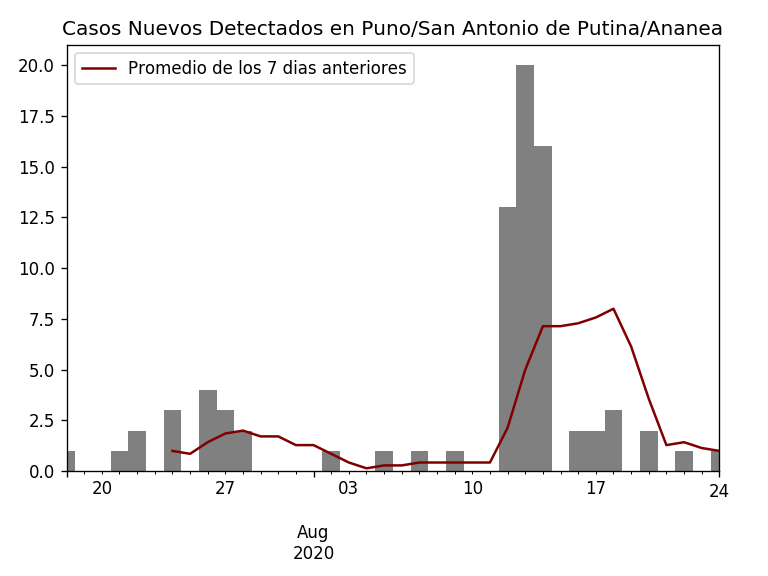 Casos Nuevos Detectados en Puno/San Antonio de Putina/Ananea
Promedio de los 7 dias anteriores
20.0
17.5
15.0
12.5
10.0
7.5
5.0
2.5
0.0
20 27 03 10 17 24
Aug
2020